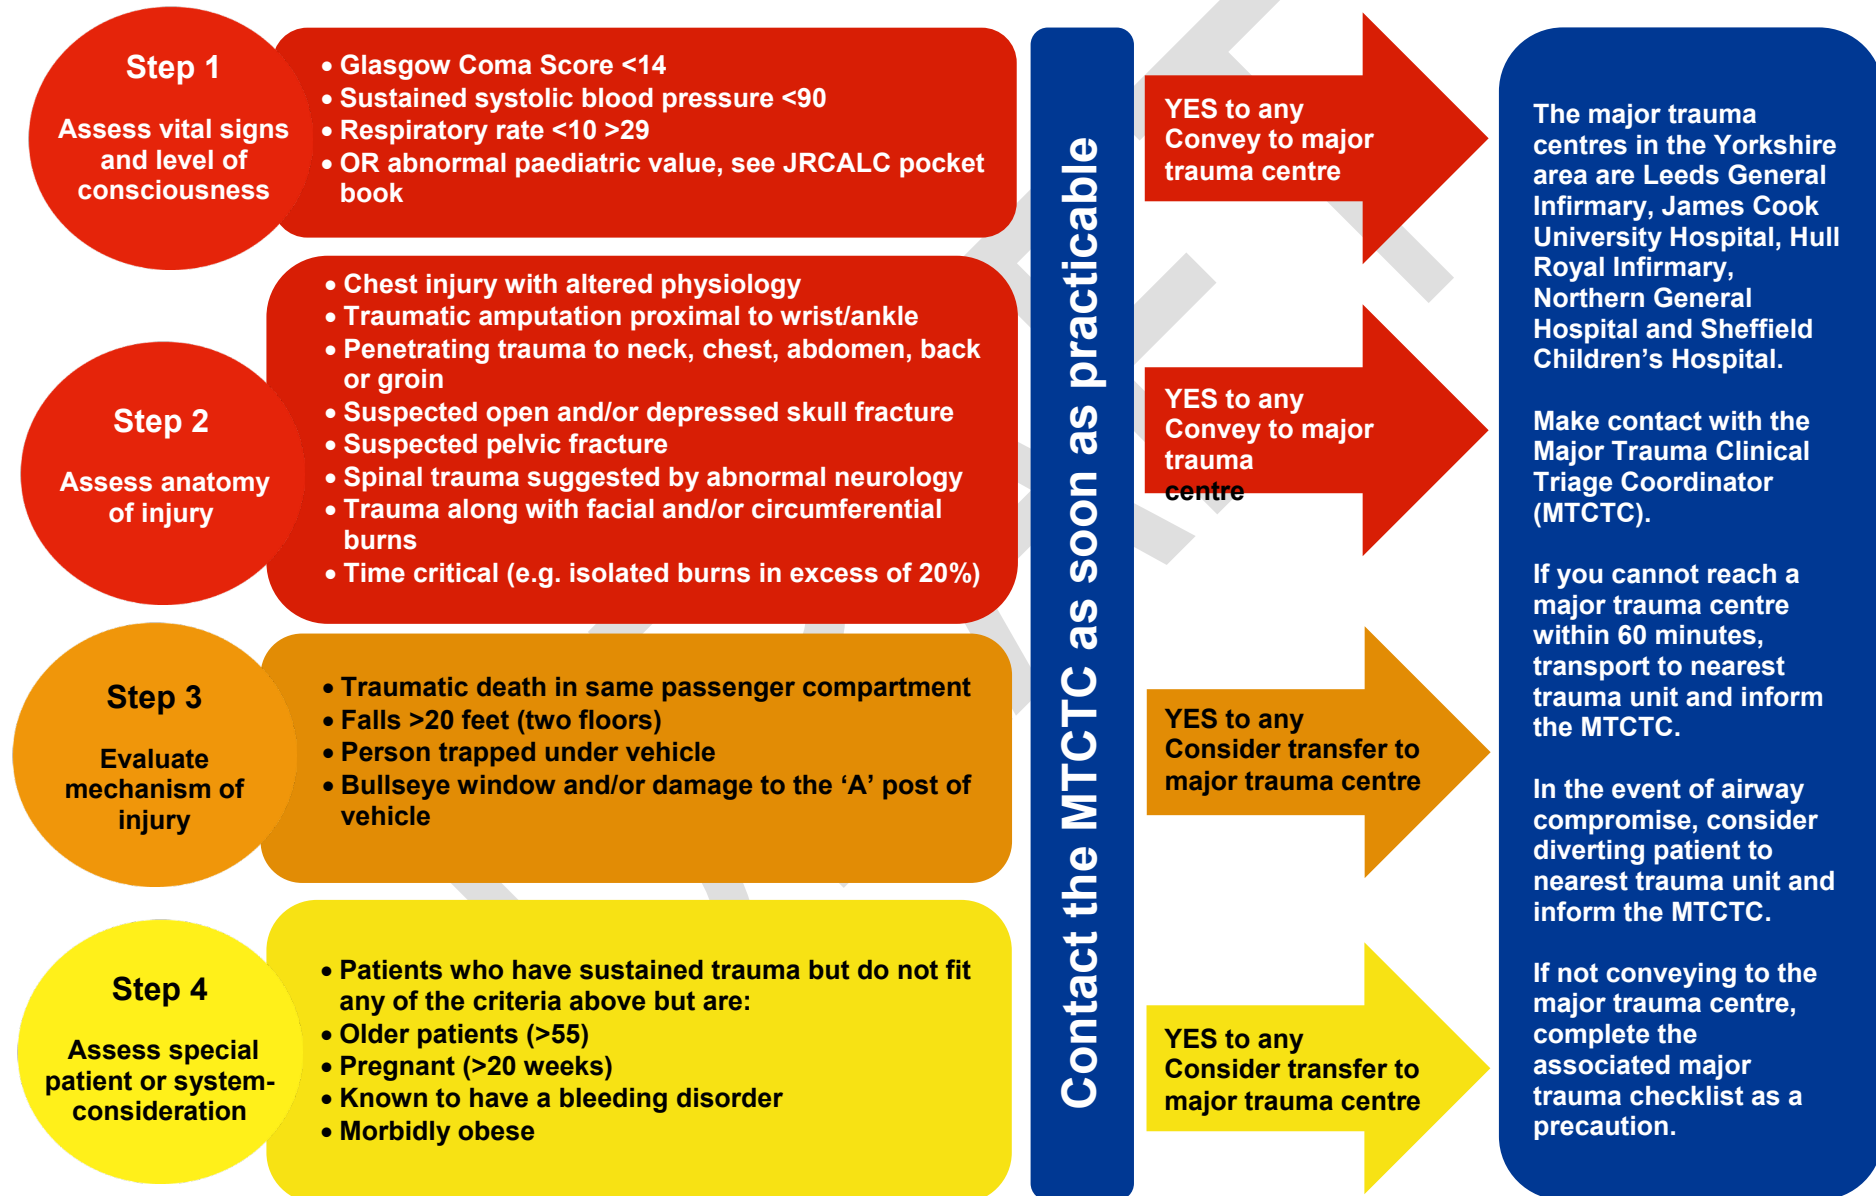 Step 1
Assess vital signs
and level of
consciousness
• Glasgow Coma Score <14
• Sustained systolic blood pressure <90
• Respiratory rate <10 >29
• OR abnormal paediatric value, see JRCALC pocket
book
YES to any
Convey to major
trauma centre
Step 2
Assess anatomy
of injury
• Chest injury with altered physiology
• Traumatic amputation proximal to wrist/ankle
• Penetrating trauma to neck, chest, abdomen, back
or groin
• Suspected open and/or depressed skull fracture
• Suspected pelvic fracture
• Spinal trauma suggested by abnormal neurology
• Trauma along with facial and/or circumferential
burns
• Time critical (e.g. isolated burns in excess of 20%)
YES to any
Convey to major
trauma
centre
Step 3
Evaluate
mechanism of
injury
• Traumatic death in same passenger compartment
• Falls >20 feet (two floors)
• Person trapped under vehicle
• Bullseye window and/or damage to the ‘A’ post of
vehicle
YES to any
Consider transfer to
major trauma centre
Step 4
Assess special
patient or system-
consideration
• Patients who have sustained trauma but do not fit
any of the criteria above but are:
• Older patients (>55)
• Pregnant (>20 weeks)
• Known to have a bleeding disorder
• Morbidly obese
YES to any
Consider transfer to
major trauma centre
Contact the MTCTC as soon as practicable
The major trauma
centres in the Yorkshire
area are Leeds General
Infirmary, James Cook
University Hospital, Hull
Royal Infirmary,
Northern General
Hospital and Sheffield
Children’s Hospital.
Make contact with the
Major Trauma Clinical
Triage Coordinator
(MTCTC).
If you cannot reach a
major trauma centre
within 60 minutes,
transport to nearest
trauma unit and inform
the MTCTC.
In the event of airway
compromise, consider
diverting patient to
nearest trauma unit and
inform the MTCTC.
If not conveying to the
major trauma centre,
complete the
associated major
trauma checklist as a
precaution.